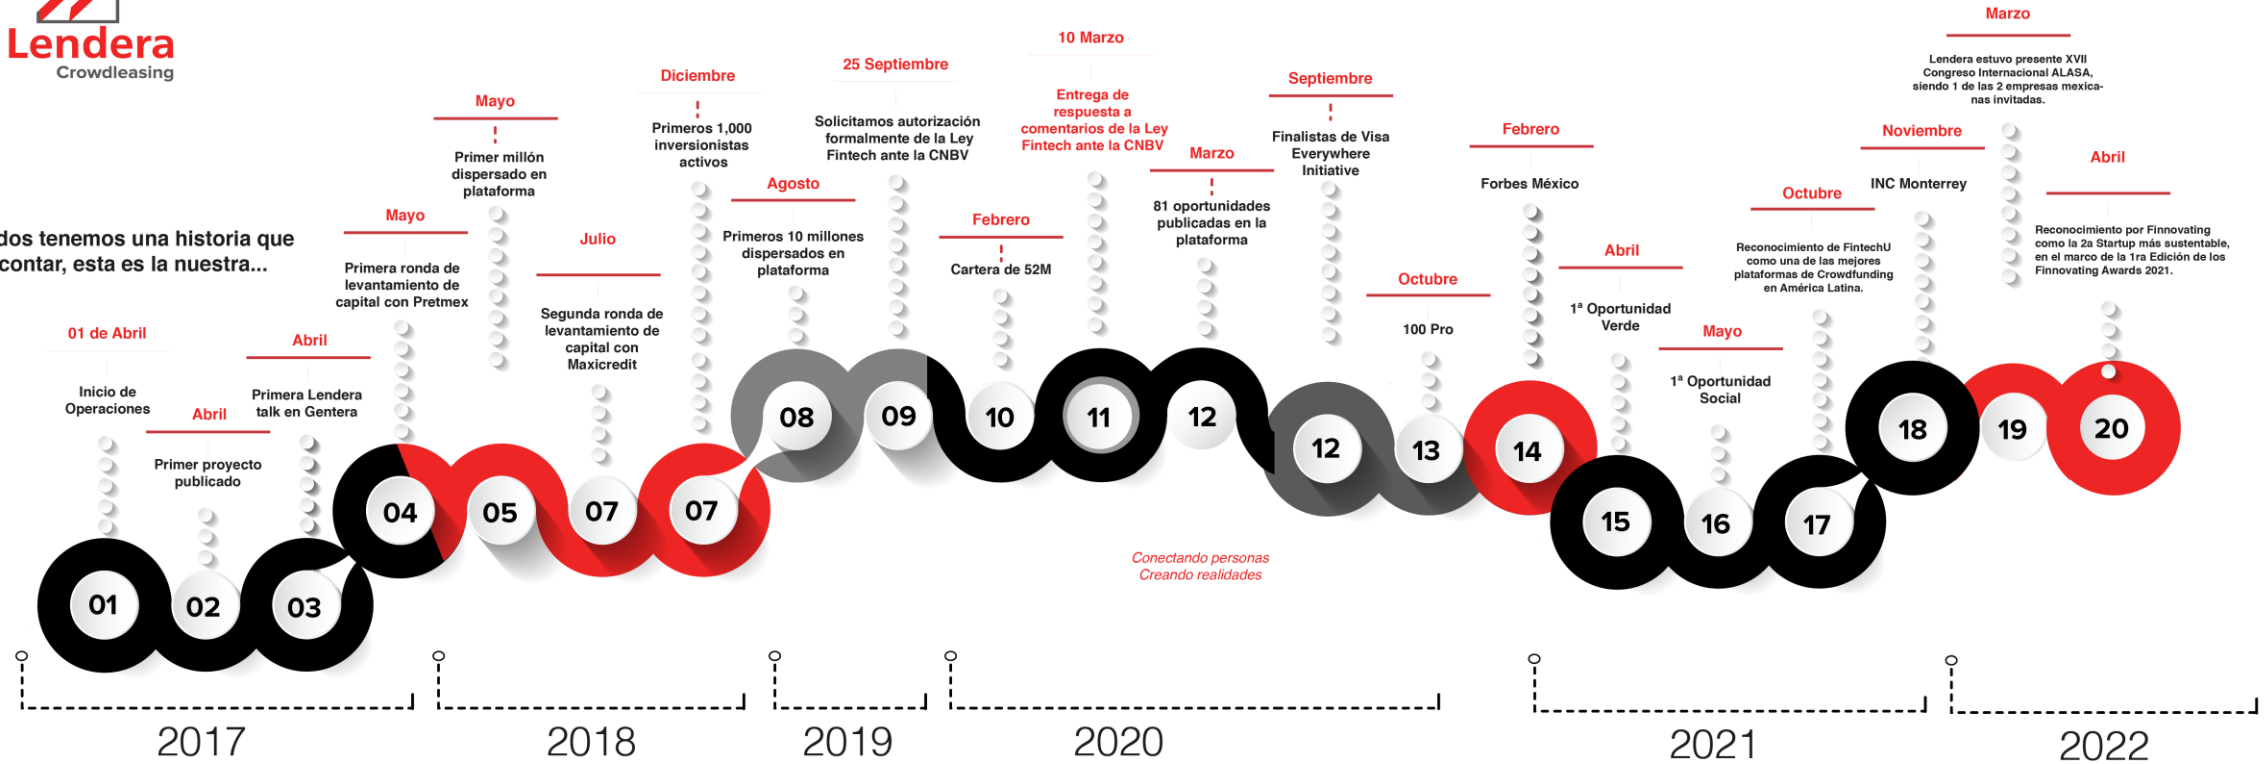 Lendera
Crowdleasing
dos tenemos una historia que
contar, esta es la nuestra...
01 de Abril
Inicio de
Operaciones
Abril
Primer proyecto
publicado
Abril
Primera Lendera
talk en Gentera
Mayo
Primera ronda de
levantamiento de
capital con Pretmex
Mayo
Primer millón
dispersado en
plataforma
Julio
Segunda ronda de
levantamiento de
capital con
Maxicredit
Diciembre
Primeros 1,000
inversionistas
activos
Agosto
Primeros 10 millones
dispersados en
plataforma
25 Septiembre
Solicitamos autorización
formalmente de la Ley
Fintech ante la CNBV
Febrero
Cartera de 52M
10 Marzo
Entrega de
respuesta a
comentarios de la Ley
Fintech ante la CNBV
Marzo
81 oportunidades
publicadas en la
plataforma
Septiembre
Finalistas de Visa
Everywhere
Initiative
Octubre
100 Pro
Febrero
Forbes México
Abril
1ª Oportunidad
Verde
Mayo
1ª Oportunidad
Social
Octubre
Reconocimiento de FintechU
como una de las mejores
plataformas de Crowdfunding
en América Latina.
Noviembre
INC Monterrey
Marzo
Lendera estuvo presente XVII
Congreso Internacional ALASA,
siendo 1 de las 2 empresas mexica-
nas invitadas.
Abril
Reconocimiento por Finnovating
como la 2a Startup más sustentable,
en el marco de la 1ra Edición de los
Finnovating Awards 2021.
01
02
03
04
05
07
07
08
09
10
11
12
12
13
14
15
16
17
18
19
20
Conectando personas
Creando realidades
2017
2018
2019
2020
2021
2022